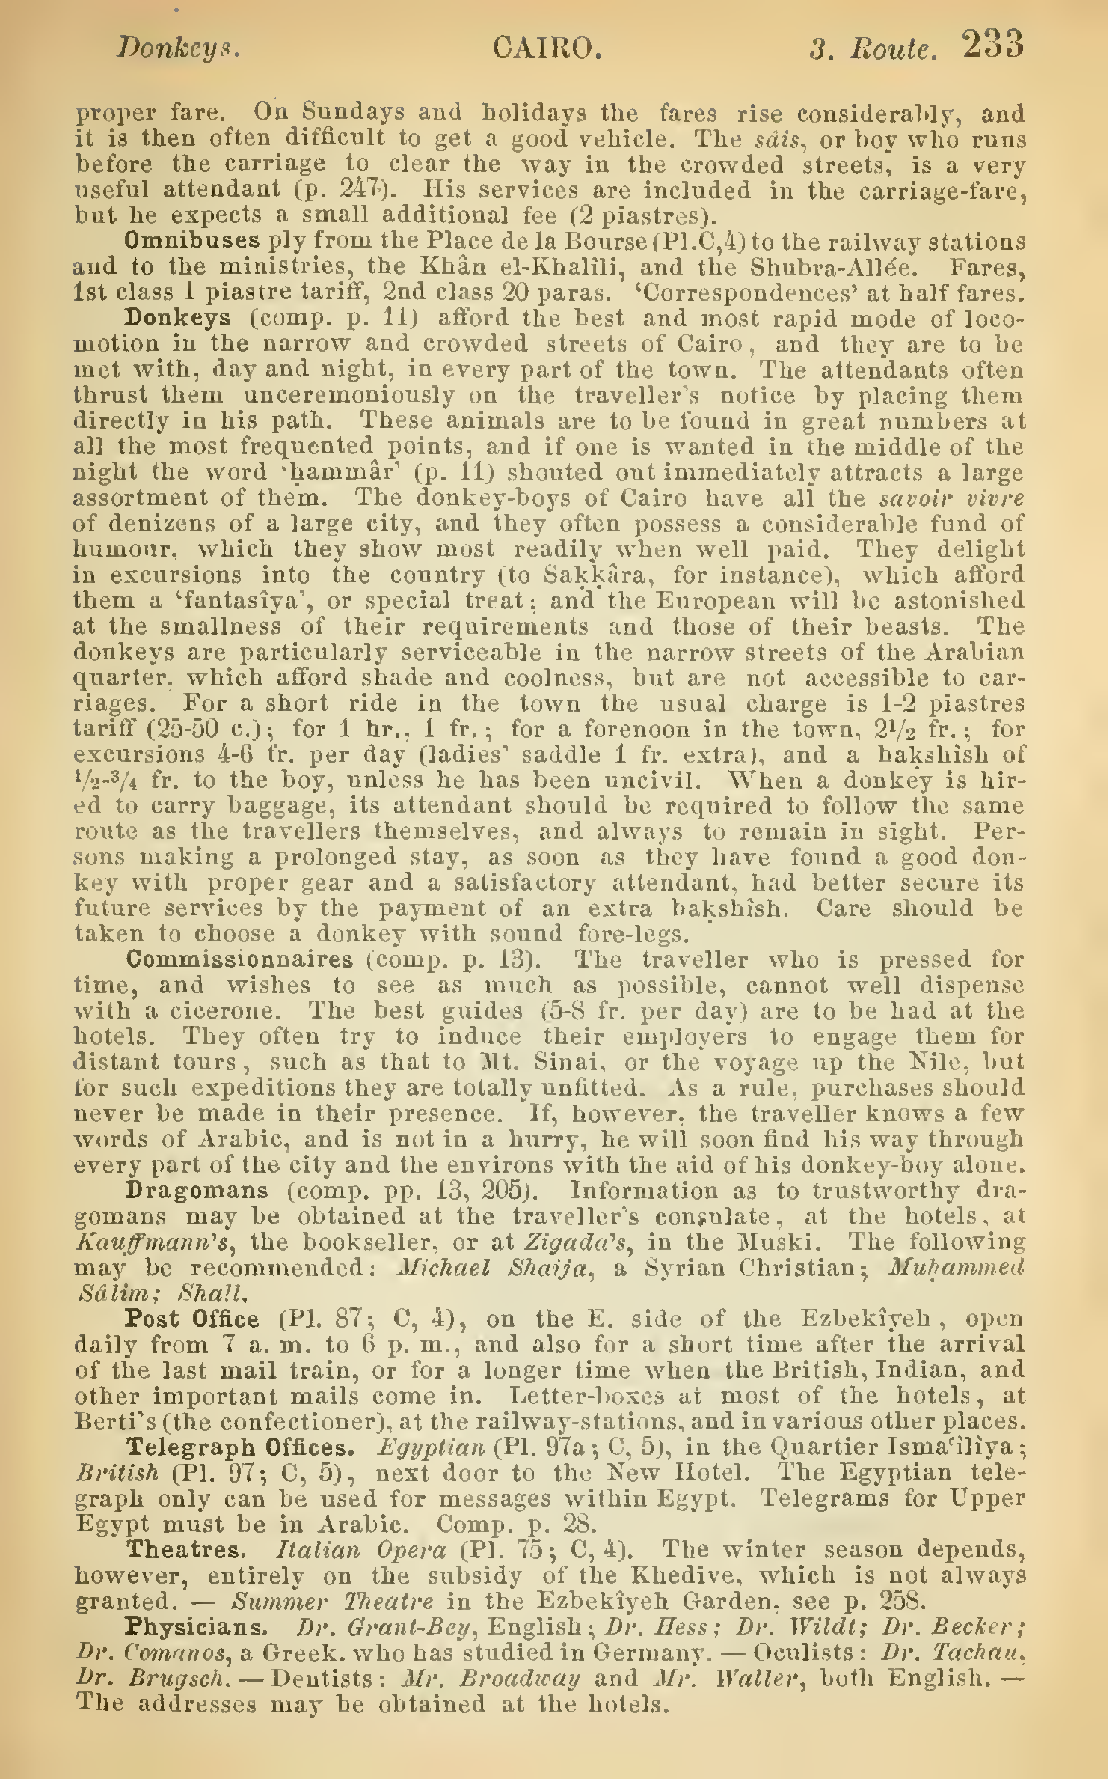 Donkeys. CAIRO. 3. Route. 233
proper fare. On Sundays and holidays the fares rise considerably, and
it is then often difficult to get a good vehicle. The sâis, or boy who runs
before the carriage to clear the way in the crowded streets, is a very
useful attendant (p. 247). His services are included in the carriage-fare,
but he expects a small additional fee (2 piastres).
Omnibuses ply from the Place de la Bourse (Pl. C, 4) to the railway stations
and to the ministries, the Khân el-Khalîli, and the Shubra-Allée. Fares,
1st class 1 piastre tariff, 2nd class 20 paras. ‘Correspondences’ at half fares.
Donkeys (comp. p. 11) afford the best and most rapid mode of loco-
motion in the narrow and crowded streets of Cairo, and they are to be
met with, day and night, in every part of the town. The attendants often
thrust them unceremoniously on the traveller's notice by placing them
directly in his path. These animals are to be found in great numbers at
all the most frequented points, and if one is wanted in the middle of the
night the word ‘ḥammâr’ (p. 11) shouted out immediately attracts a large
assortment of them. The donkey-boys of Cairo have all the savoir vivre
of denizens of a large city, and they often possess a considerable fund of
humour, which they show most readily when well paid. They delight
in excursions into the country (to Saḳḳâra, for instance), which afford
them a ‘fantasîya’, or special treat; and the European will be astonished
at the smallness of their requirements and those of their beasts. The
donkeys are particularly serviceable in the narrow streets of the Arabian
quarter, which afford shade and coolness, but are not accessible to car-
riages. For a short ride in the town the usual charge is 1-2 piastres
tariff (25-50 c.); for 1 hr., 1 fr.; for a forenoon in the town, 2½ fr.; for
excursions 4-6 fr. per day (ladies' saddle 1 fr. extra), and a bakshîsh of
½-¾ fr. to the boy, unless he has been uncivil. When a donkey is hir-
ed to carry baggage, its attendant should be required to follow the same
route as the travellers themselves, and always to remain in sight. Per-
sons making a prolonged stay, as soon as they have found a good don-
key with proper gear and a satisfactory attendant, had better secure its
future services by the payment of an extra baḳshîsh. Care should be
taken to choose a donkey with sound fore-legs.
Commissionnaires (comp. p. 13). The traveller who is pressed for
time, and wishes to see as much as possible, cannot well dispense
with a cicerone. The best guides (5-8 fr. per day) are to be had at the
hotels. They often try to induce their employers to engage them for
distant tours, such as that to Mt. Sinai, or the voyage up the Nile, but
for such expeditions they are totally unfitted. As a rule, purchases should
never be made in their presence. If, however, the traveller knows a few
words of Arabic, and is not in a hurry, he will soon find his way through
every part of the city and the environs with the aid of his donkey-boy alone.
Dragomans (comp. pp. 13, 205). Information as to trustworthy dra-
gomans may be obtained at the traveller's consulate, at the hotels, at
Kauffmann's, the bookseller, or at Zigada's, in the Muski. The following
may be recommended: Michael Shaija, a Syrian Christian; Muḥammed
Sâlim; Shall.
Post Office (Pl. 87; C, 4), on the E. side of the Ezbekîyeh, open
daily from 7 a. m. to 6 p. m., and also for a short time after the arrival
of the last mail train, or for a longer time when the British, Indian, and
other important mails come in. Letter-boxes at most of the hotels, at
Berti's (the confectioner), at the railway-stations, and in various other places.
Telegraph Offices. Egyptian (Pl. 97a; C, 5), in the Quartier Isma‘îlîya;
British (Pl. 97; C, 5), next door to the New Hotel. The Egyptian tele-
graph only can be used for messages within Egypt. Telegrams for Upper
Egypt must be in Arabic. Comp. p. 28.
Theatres. Italian Opera (Pl. 75; C, 4). The winter season depends,
however, entirely on the subsidy of the Khedive, which is not always
granted. — Summer Theatre in the Ezbekîyeh Garden, see p. 258.
Physicians. Dr. Grant-Bey, English; Dr. Hess; Dr. Wildt; Dr. Becker;
Dr. Comanos, a Greek, who has studied in Germany. — Oculists: Dr. Tachau,
Dr. Brugsch. — Dentists: Mr. Broadway and Mr. Waller, both English. —
The addresses may be obtained at the hotels.